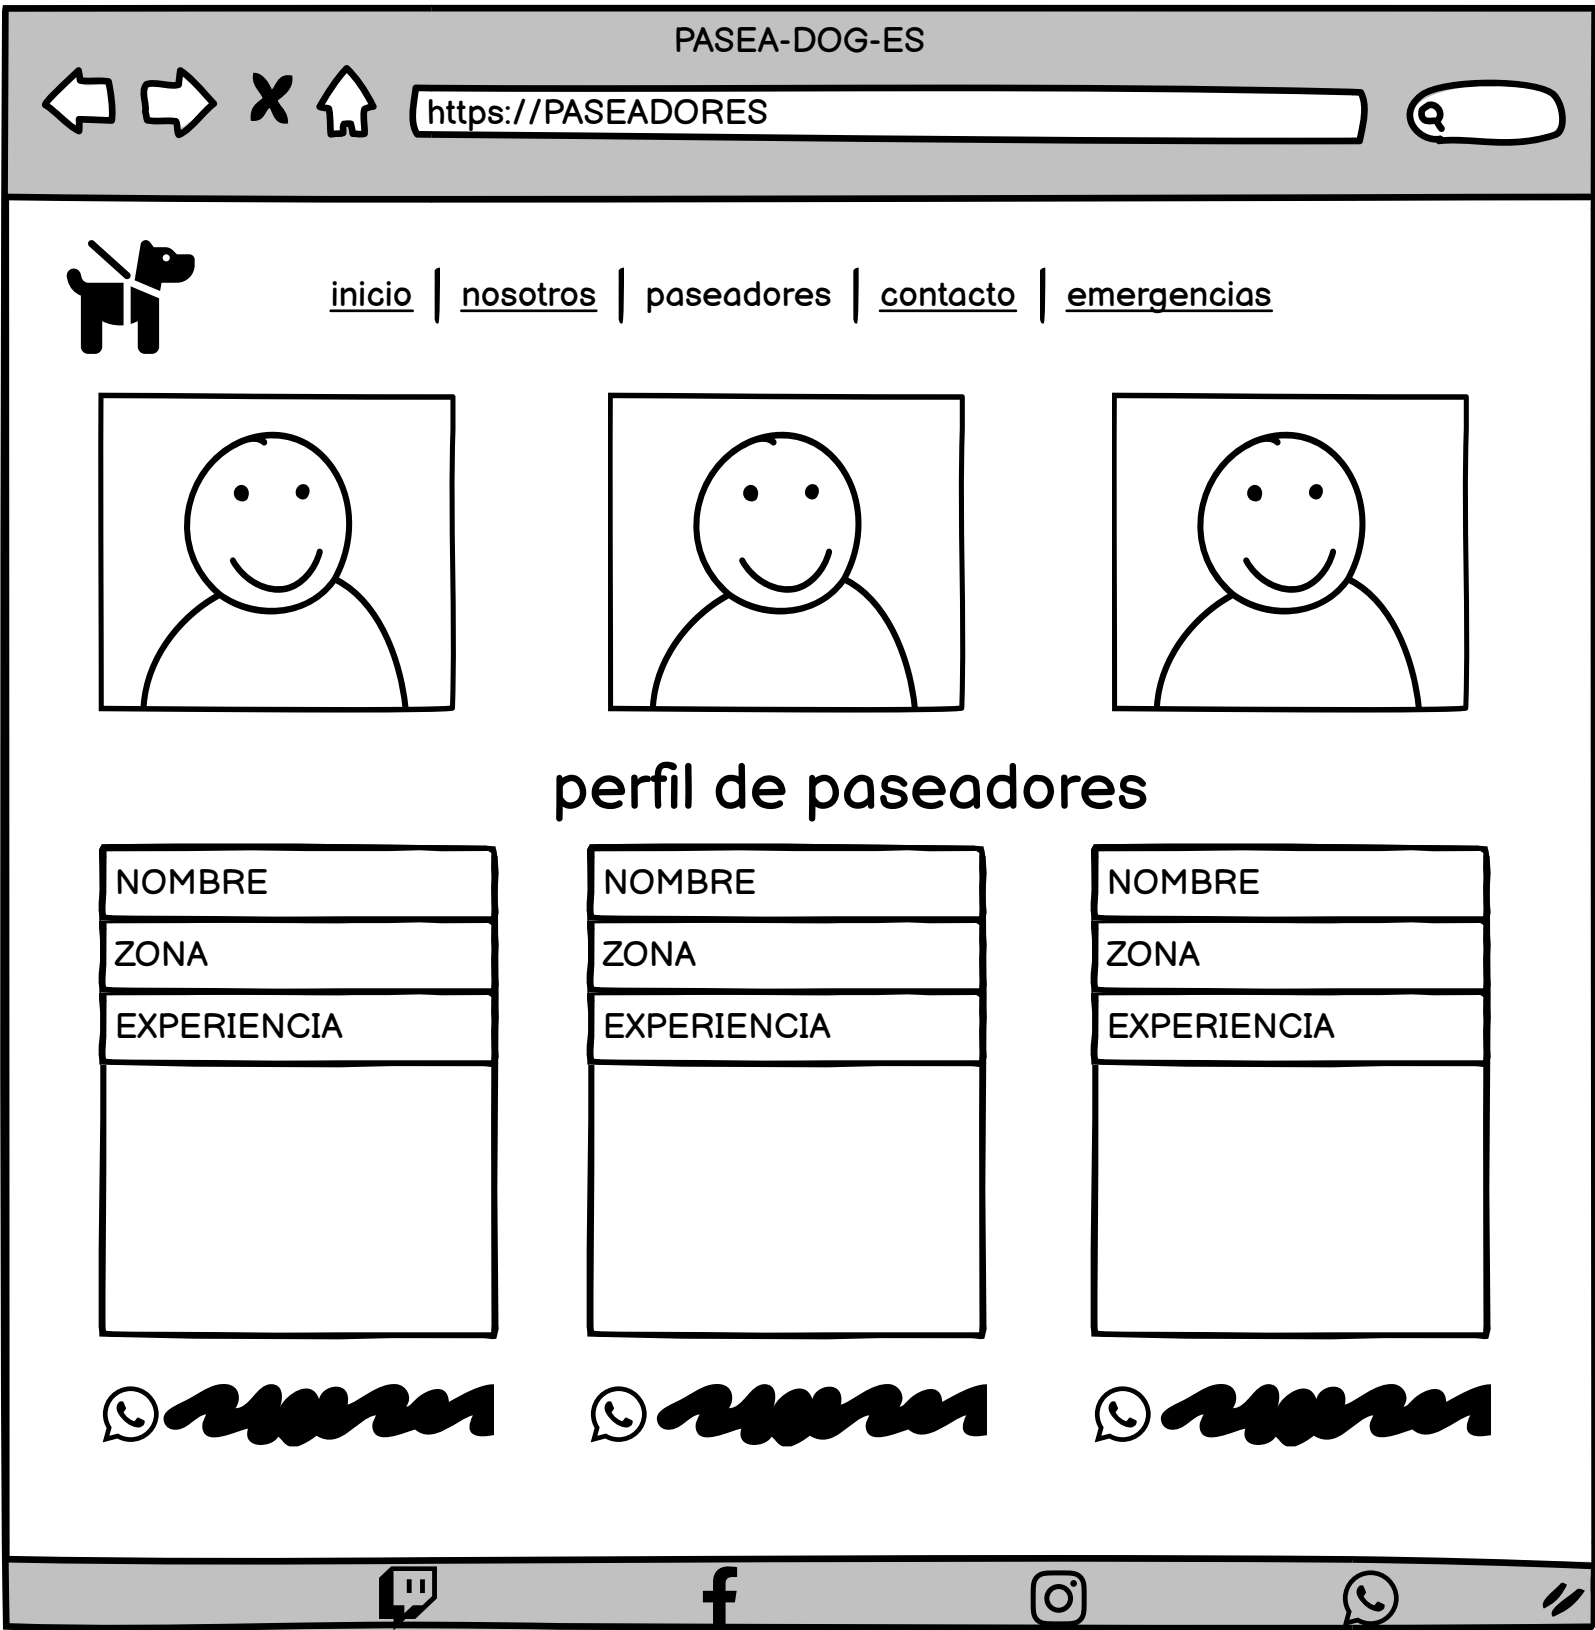 PASEA-DOG-ES
https://PASEADORES
inicio | nosotros | paseadores | contacto | emergencias
perfil de paseadores
NOMBRE NOMBRE NOMBRE
ZONA ZONA ZONA
EXPERIENCIA EXPERIENCIA EXPERIENCIA